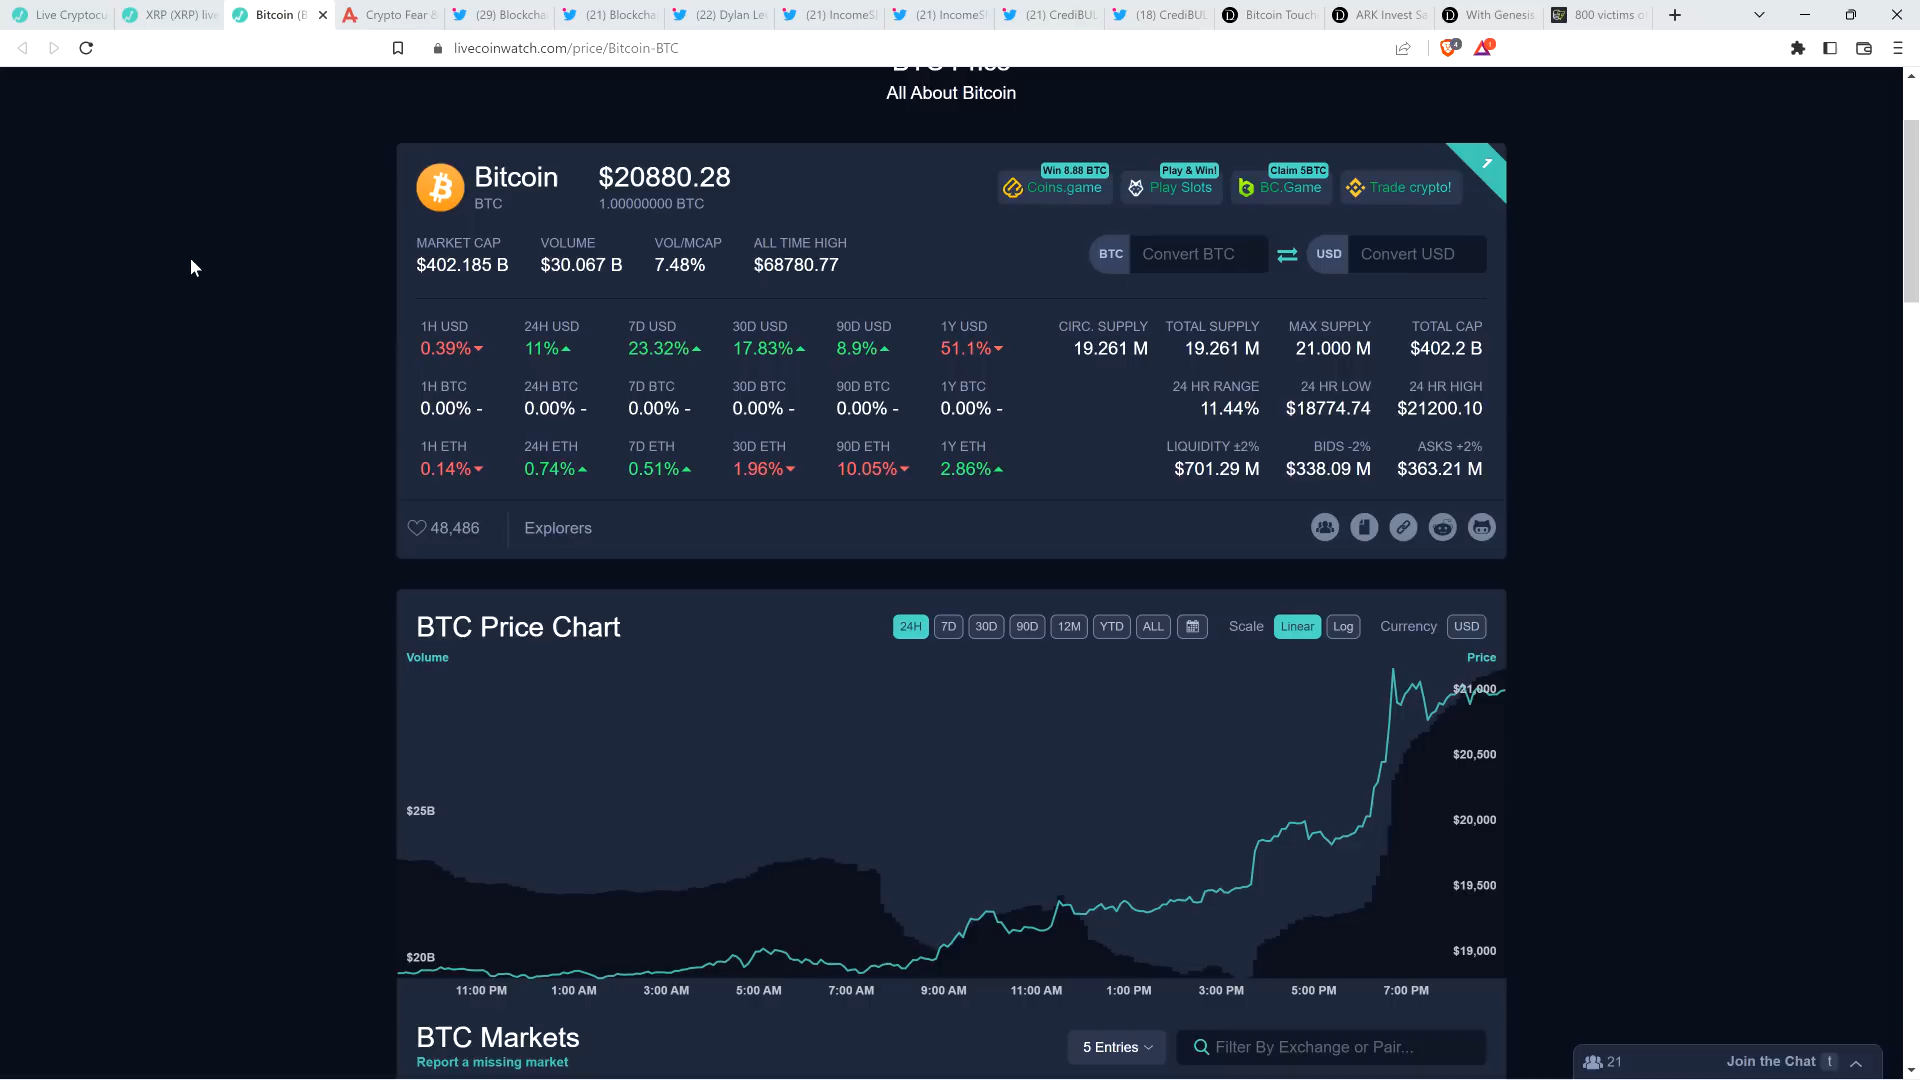 Live Cryptocu
XRP (XRP) live
Bitcoin (B
Crypto Fear &
(29) Blockcha
(21) Blockcha
(22) Dylan Le
(21) IncomeS
(21) IncomeS
(21) CrediBUL
(18) CrediBUL
Bitcoin Touch
ARK Invest Sa
With Genesis
800 victims o
livecoinwatch.com/price/Bitcoin-BTC
4
1
BTC Price
All About Bitcoin
Bitcoin
BTC
$20880.28
1.00000000 BTC
Win 8.88 BTC
Coins.game
Play & Win!
Play Slots
Claim 5BTC
BC.Game
Trade crypto!
1
MARKET CAP
$402.185 B
VOLUME
$30.067 B
VOL/MCAP
7.48%
ALL TIME HIGH
$68780.77
BTC
Convert BTC
USD
Convert USD
1H USD 24H USD 7D USD 30D USD 90D USD 1Y USD CIRC. SUPPLY TOTAL SUPPLY MAX SUPPLY TOTAL CAP
0.39% 11% 23.32% 17.83% 8.9% 51.1% 19.261 M 19.261 M 21.000 M $402.2 B
1H BTC 24H BTC 7D BTC 30D BTC 90D BTC 1Y BTC 24 HR RANGE 24 HR LOW 24 HR HIGH
0.00% - 0.00% - 0.00% - 0.00% - 0.00% - 0.00% - 11.44% $18774.74 $21200.10
1H ETH 24H ETH 7D ETH 30D ETH 90D ETH 1Y ETH LIQUIDITY ±2% BIDS -2% ASKS +2%
0.14% 0.74% 0.51% 1.96% 10.05% 2.86% $701.29 M $338.09 M $363.21 M
48,486
Explorers
BTC Price Chart
24H 7D 30D 90D 12M YTD ALL
Scale Linear Log
Currency USD
Volume
Price
$21,000
$20,500
$25B
$20,000
$19,500
$19,000
$20B
11:00 PM 1:00 AM 3:00 AM 5:00 AM 7:00 AM 9:00 AM 11:00 AM 1:00 PM 3:00 PM 5:00 PM 7:00 PM
BTC Markets
Report a missing market
5 Entries
Filter By Exchange or Pair...
21
Join the Chat
t